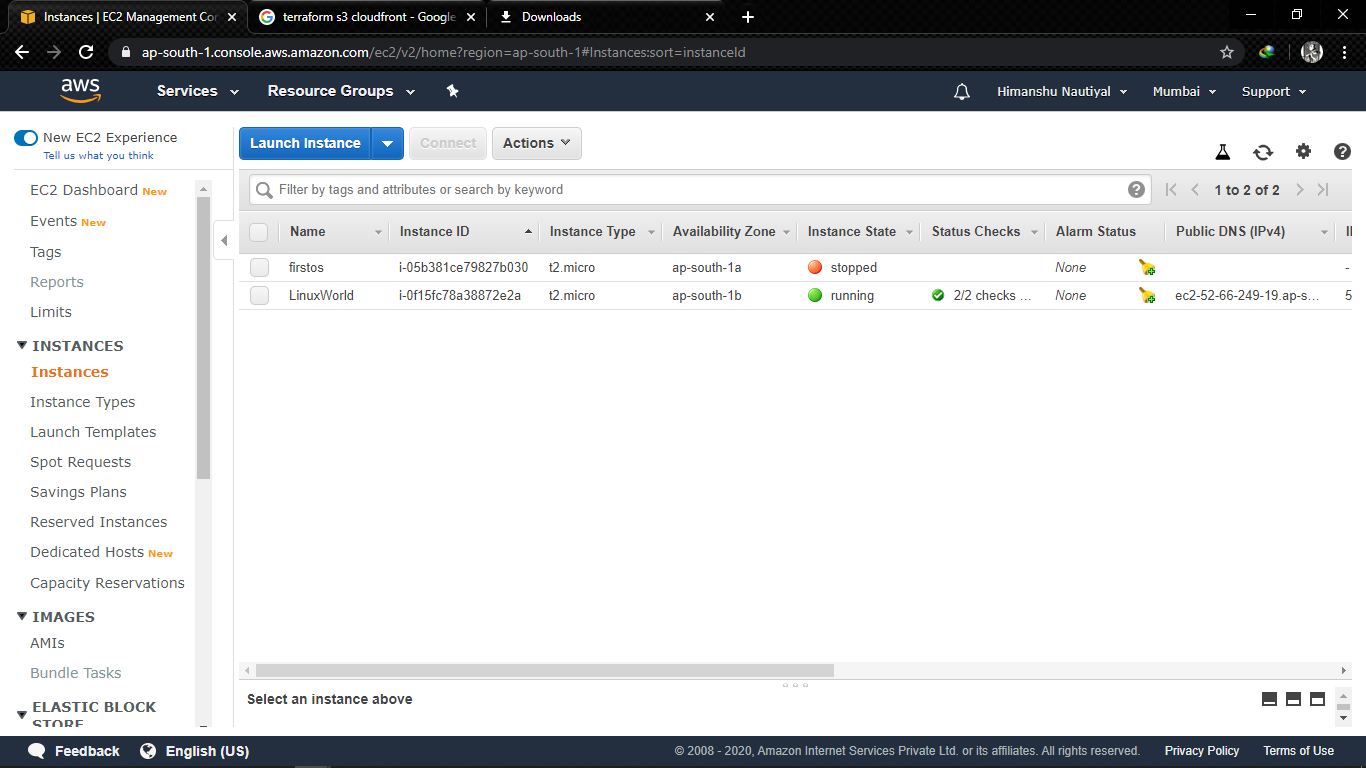 Instances | EC2 Management Cor
terraform s3 cloudfront - Google
Downloads
ap-south-1.console.aws.amazon.com/ec2/v2/home?region=ap-south-1#Instances:sort=instanceId
aws
Services
Resource Groups
Himanshu Nautiyal
Mumbai
Support
New EC2 Experience
Tell us what you think
EC2 Dashboard New
Events New
Tags
Reports
Limits
INSTANCES
Instances
Instance Types
Launch Templates
Spot Requests
Savings Plans
Reserved Instances
Dedicated Hosts New
Capacity Reservations
IMAGES
AMIs
Bundle Tasks
ELASTIC BLOCK
STORE
Launch Instance
Connect
Actions
Filter by tags and attributes or search by keyword
1 to 2 of 2
Name Instance ID Instance Type Availability Zone Instance State Status Checks Alarm Status Public DNS (IPv4)
firstos i-05b381ce79827b030 t2.micro ap-south-1a stopped None -
LinuxWorld i-0f15fc78a38872e2a t2.micro ap-south-1b running 2/2 checks ... None ec2-52-66-249-19.ap-s... 5
Select an instance above
Feedback
English (US)
© 2008 - 2020, Amazon Internet Services Private Ltd. or its affiliates. All rights reserved.
Privacy Policy
Terms of Use